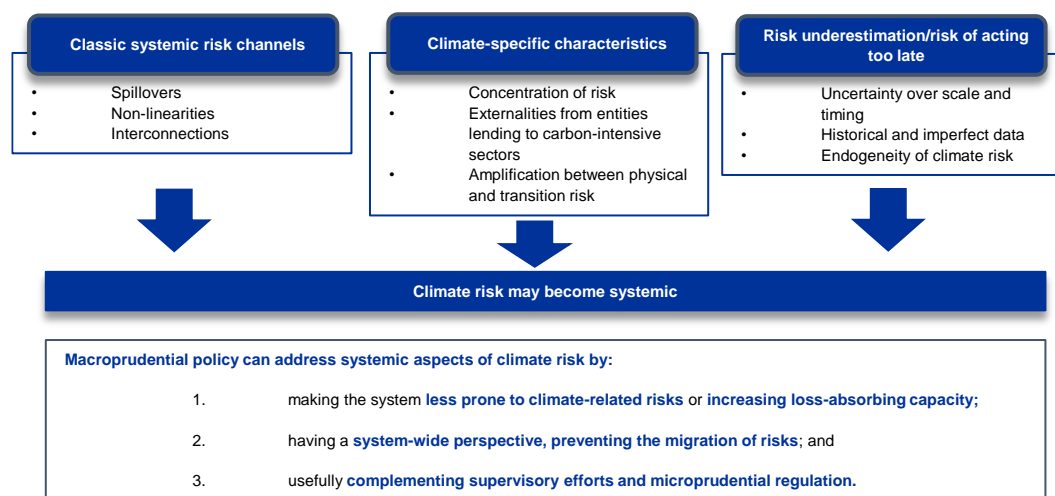 Classic systemic risk channels
• Spillovers
• Non-linearities
• Interconnections
Climate-specific characteristics
• Concentration of risk
• Externalities from entities
lending to carbon-intensive
sectors
• Amplification between physical
and transition risk
Risk underestimation/risk of acting
too late
• Uncertainty over scale and
timing
• Historical and imperfect data
• Endogeneity of climate risk
Climate risk may become systemic
Macroprudential policy can address systemic aspects of climate risk by:
1. making the system less prone to climate-related risks or increasing loss-absorbing capacity;
2. having a system-wide perspective, preventing the migration of risks; and
3. usefully complementing supervisory efforts and microprudential regulation.